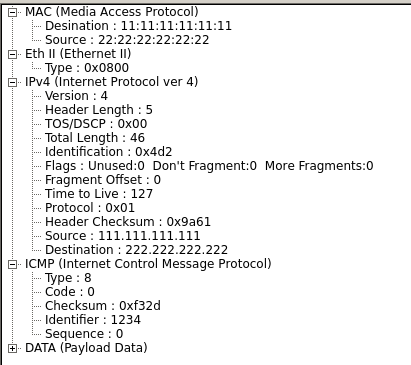 MAC (Media Access Protocol)
Desination : 11:11:11:11:11:11
Source : 22:22:22:22:22:22
Eth II (Ethernet II)
Type : 0x0800
IPv4 (Internet Protocol ver 4)
Version : 4
Header Length : 5
TOS/DSCP : 0x00
Total Length : 46
Identification : 0x4d2
Flags : Unused:0  Don't Fragment:0  More Fragments:0
Fragment Offset : 0
Time to Live : 127
Protocol : 0x01
Header Checksum : 0x9a61
Source : 111.111.111.111
Destination : 222.222.222.222
ICMP (Internet Control Message Protocol)
Type : 8
Code : 0
Checksum : 0xf32d
Identifier : 1234
Sequence : 0
DATA (Payload Data)